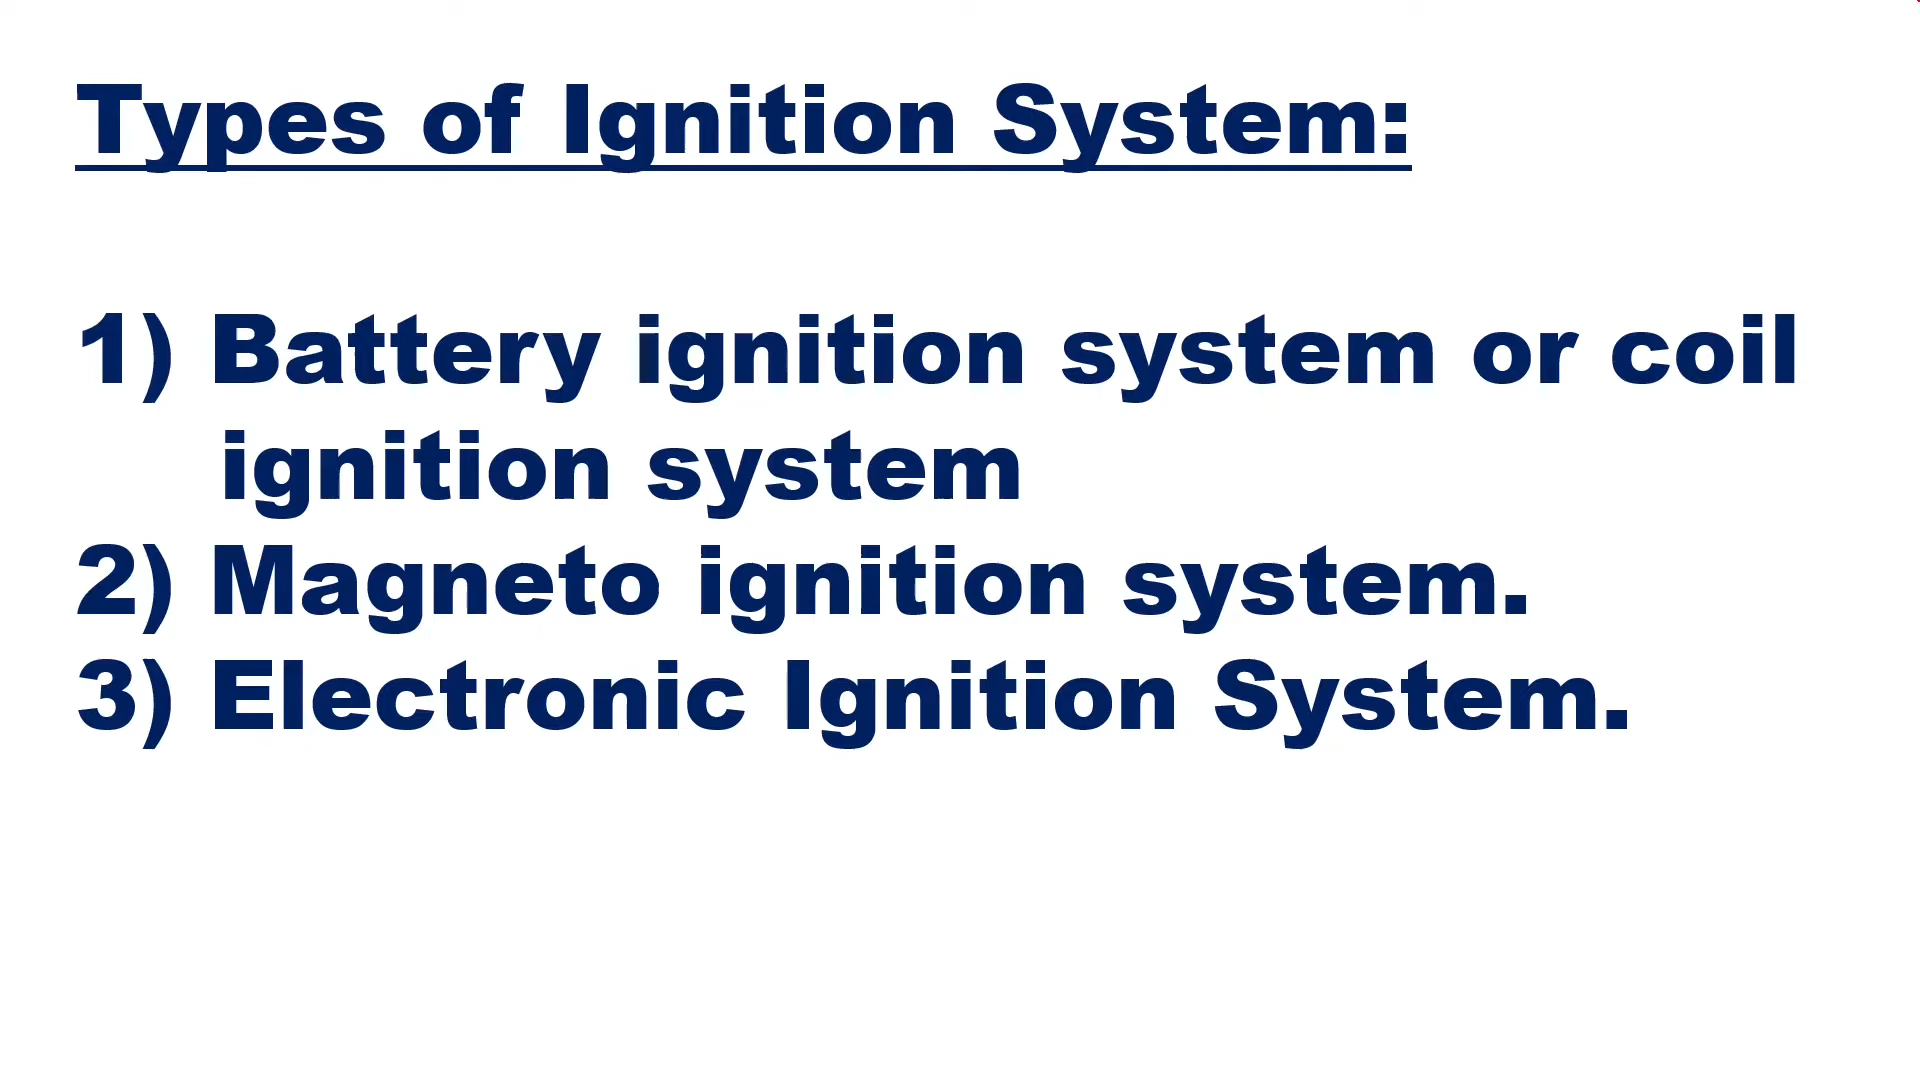 Types of Ignition System:
1) Battery ignition system or coil
ignition system
2) Magneto ignition system.
3) Electronic Ignition System.